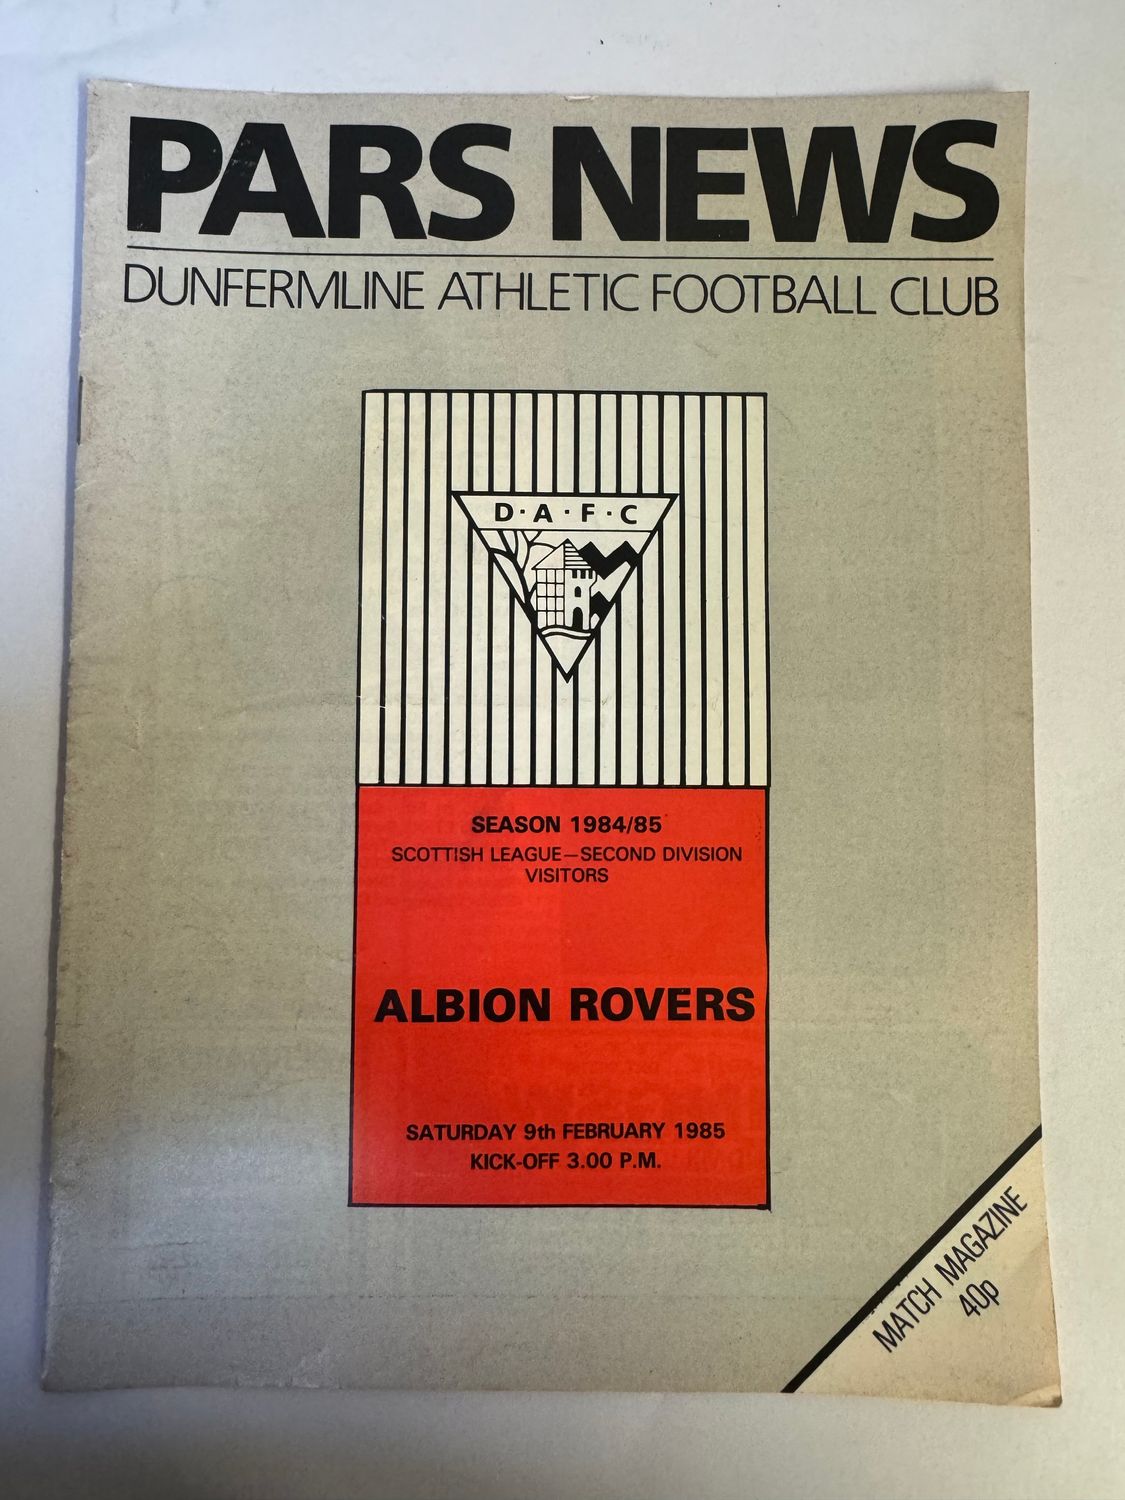 PARS NEWS
DUNFERMLINE ATHLETIC FOOTBALL CLUB
D·A·F·C
SEASON 1984/85
SCOTTISH LEAGUE—SECOND DIVISION
VISITORS
ALBION ROVERS
SATURDAY 9th FEBRUARY 1985
KICK-OFF 3.00 P.M.
MATCH MAGAZINE
40p